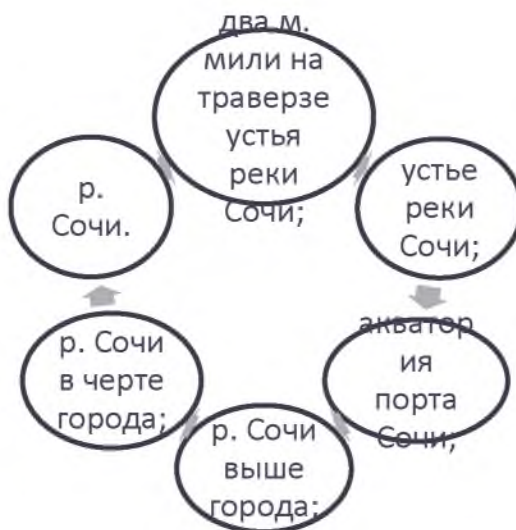 два м.
мили на
траверзе
устья
реки
Сочи;
устье
реки
Сочи;
акватор
ия
порта
Сочи;
р. Сочи
выше
города;
р. Сочи
в черте
города;
р.
Сочи.